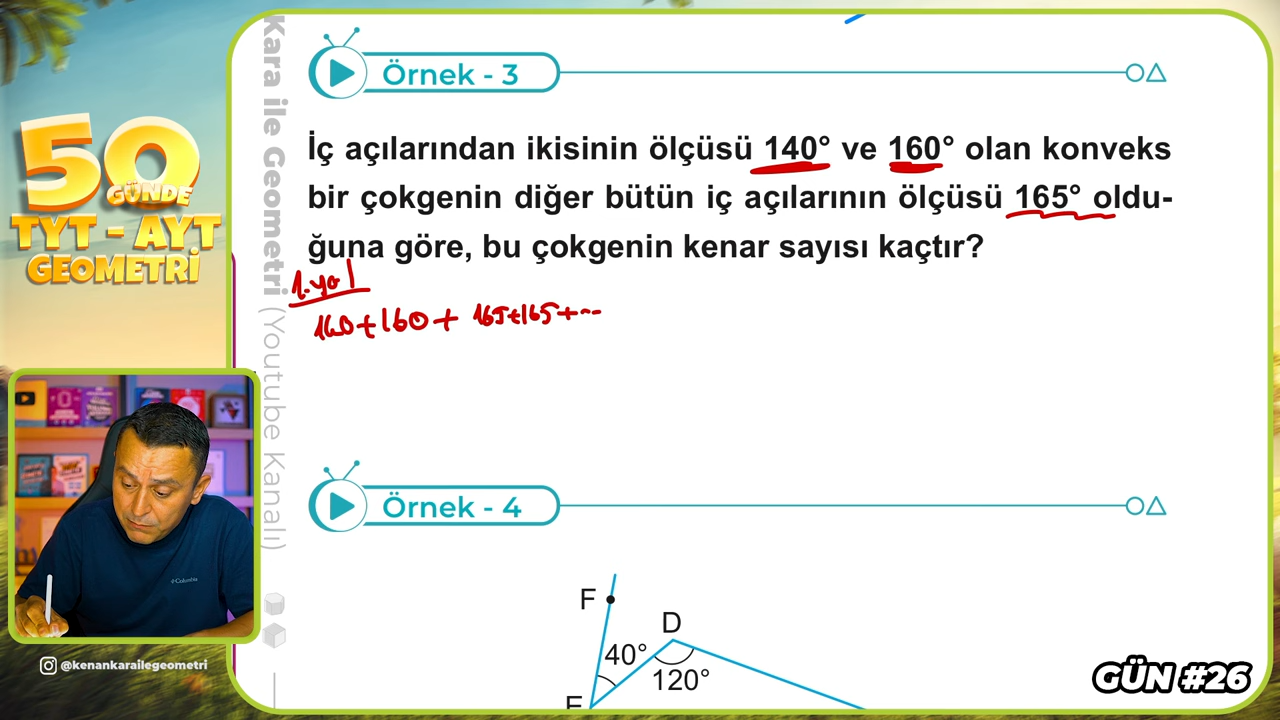 50
GÜNDE
TYT - AYT
GEOMETRİ
Kara ile Geometri (Youtube Kanalı)
Örnek - 3
İç açılarından ikisinin ölçüsü 140° ve 160° olan konveks
bir çokgenin diğer bütün iç açılarının ölçüsü 165° oldu-
ğuna göre, bu çokgenin kenar sayısı kaçtır?
1.yol
140+160+ 165+165+...
Örnek - 4
F
D
40°
120°
E
Columbia
@kenankarailegeometri
GÜN #26